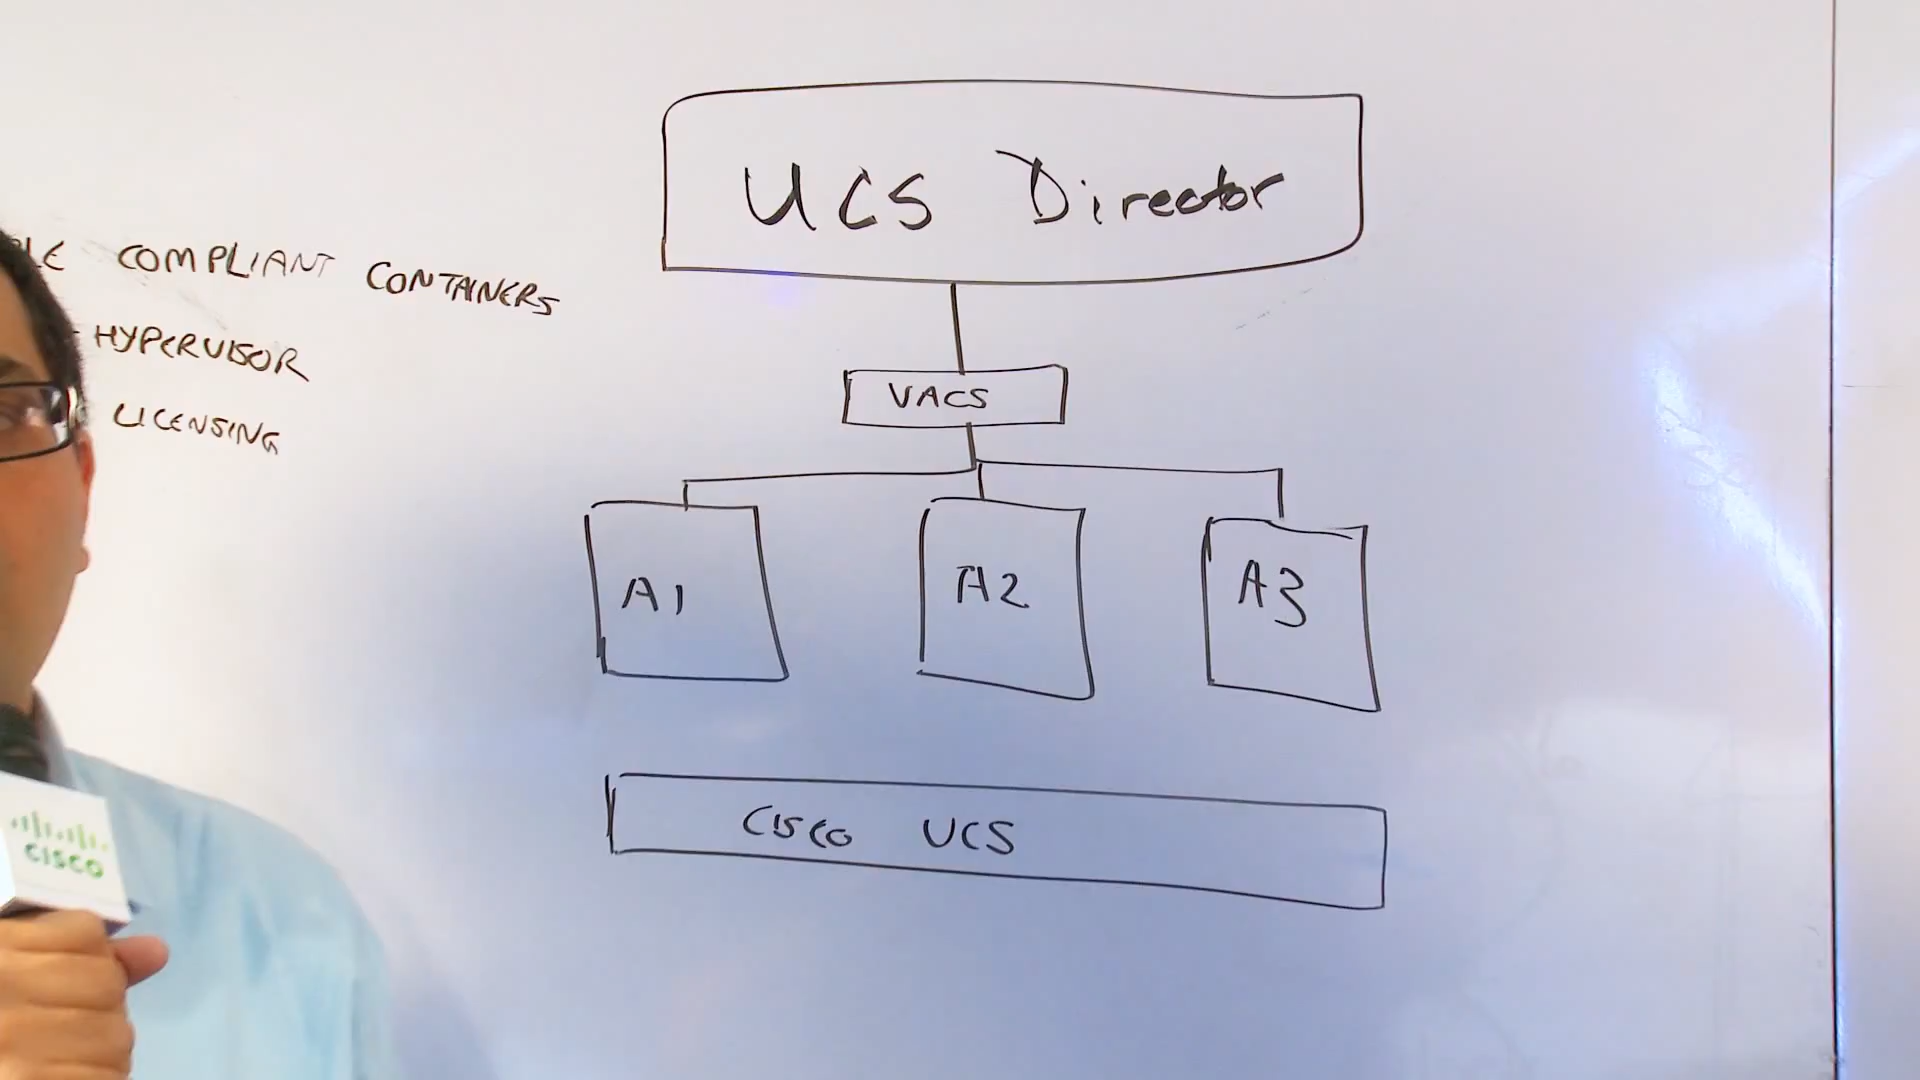 COMPLIANT CONTAINERS
HYPERVISOR
LICENSING
UCS Director
VACS
A1
A2
A3
CISCO UCS
CISCO